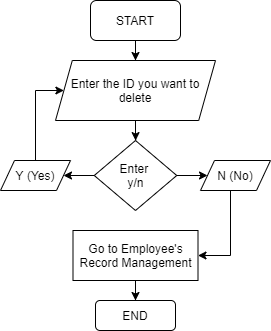 START
Enter the ID you want to
delete
Enter
y/n
Y (Yes)
N (No)
Go to Employee's
Record Management
END